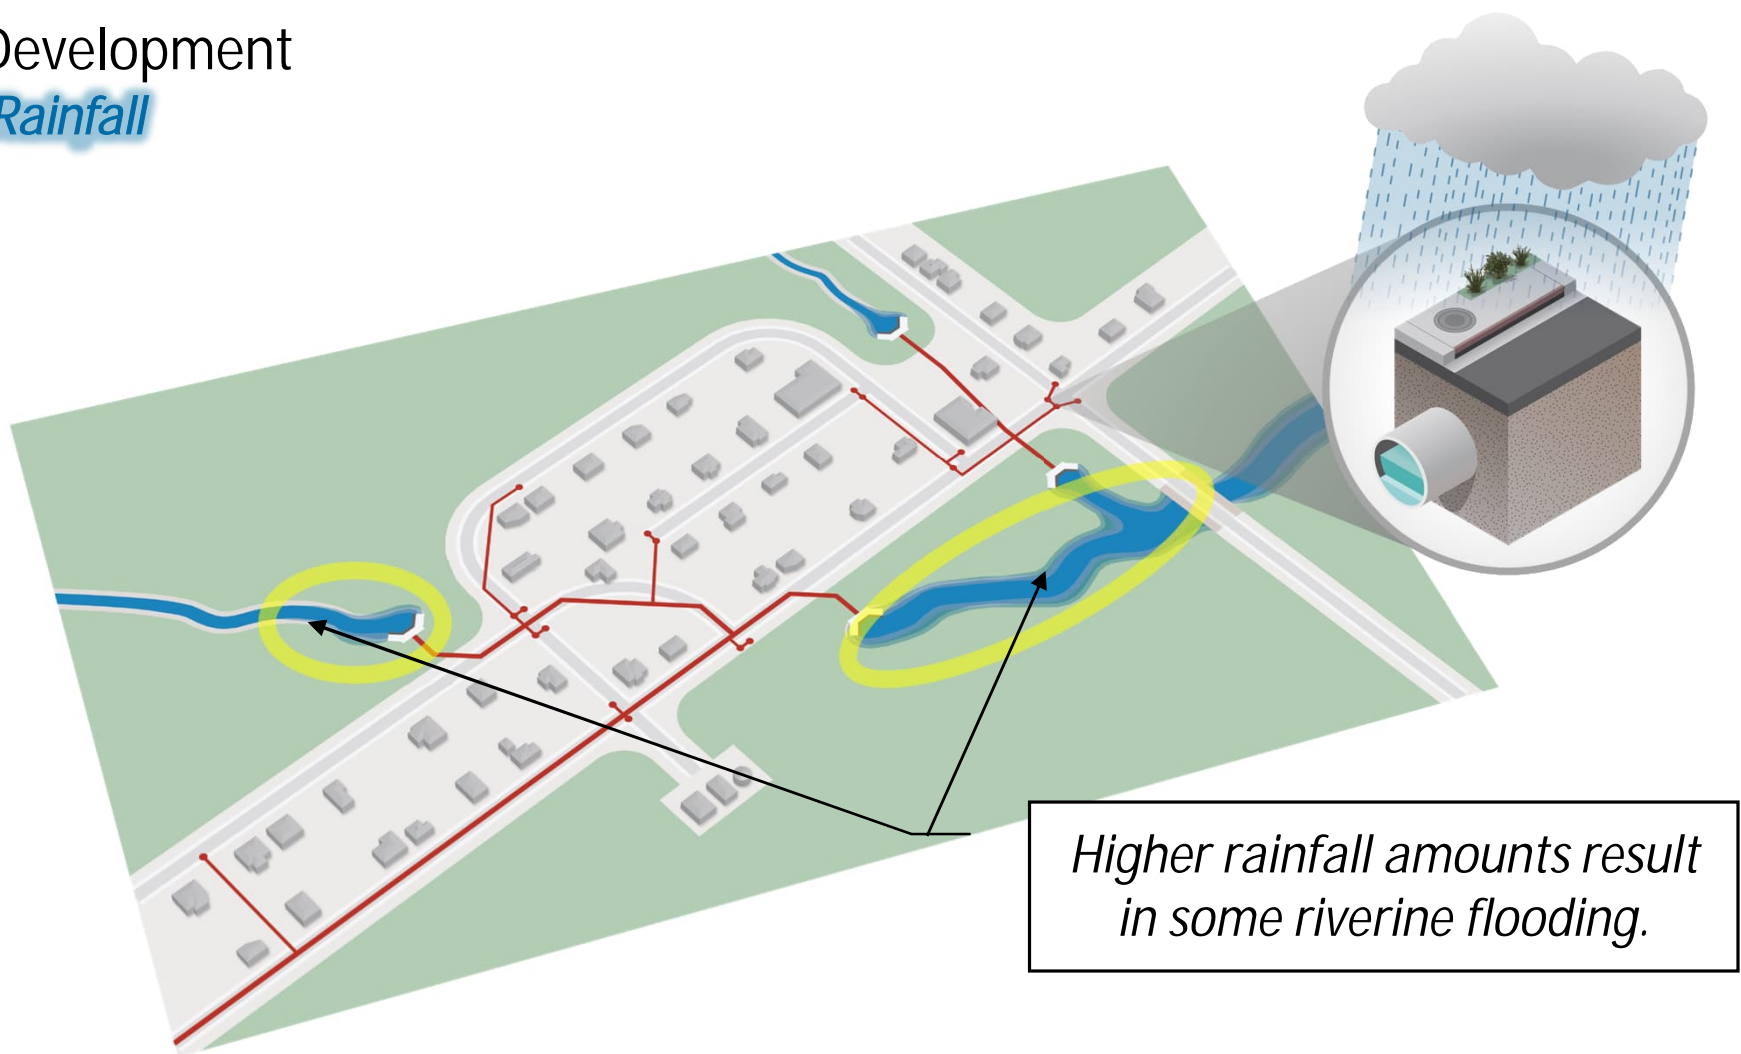 Development
Rainfall
Higher rainfall amounts result
in some riverine flooding.